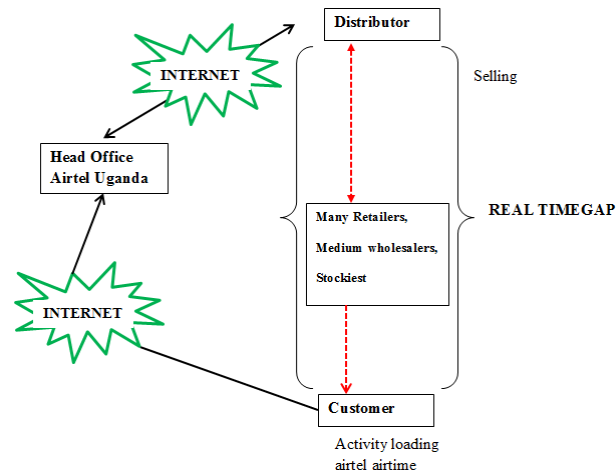 Distributor
INTERNET
Selling
Head Office
Airtel Uganda
Many Retailers,
Medium wholesalers,
Stockiest
REAL TIMEGAP
INTERNET
Customer
Activity loading
airtel airtime